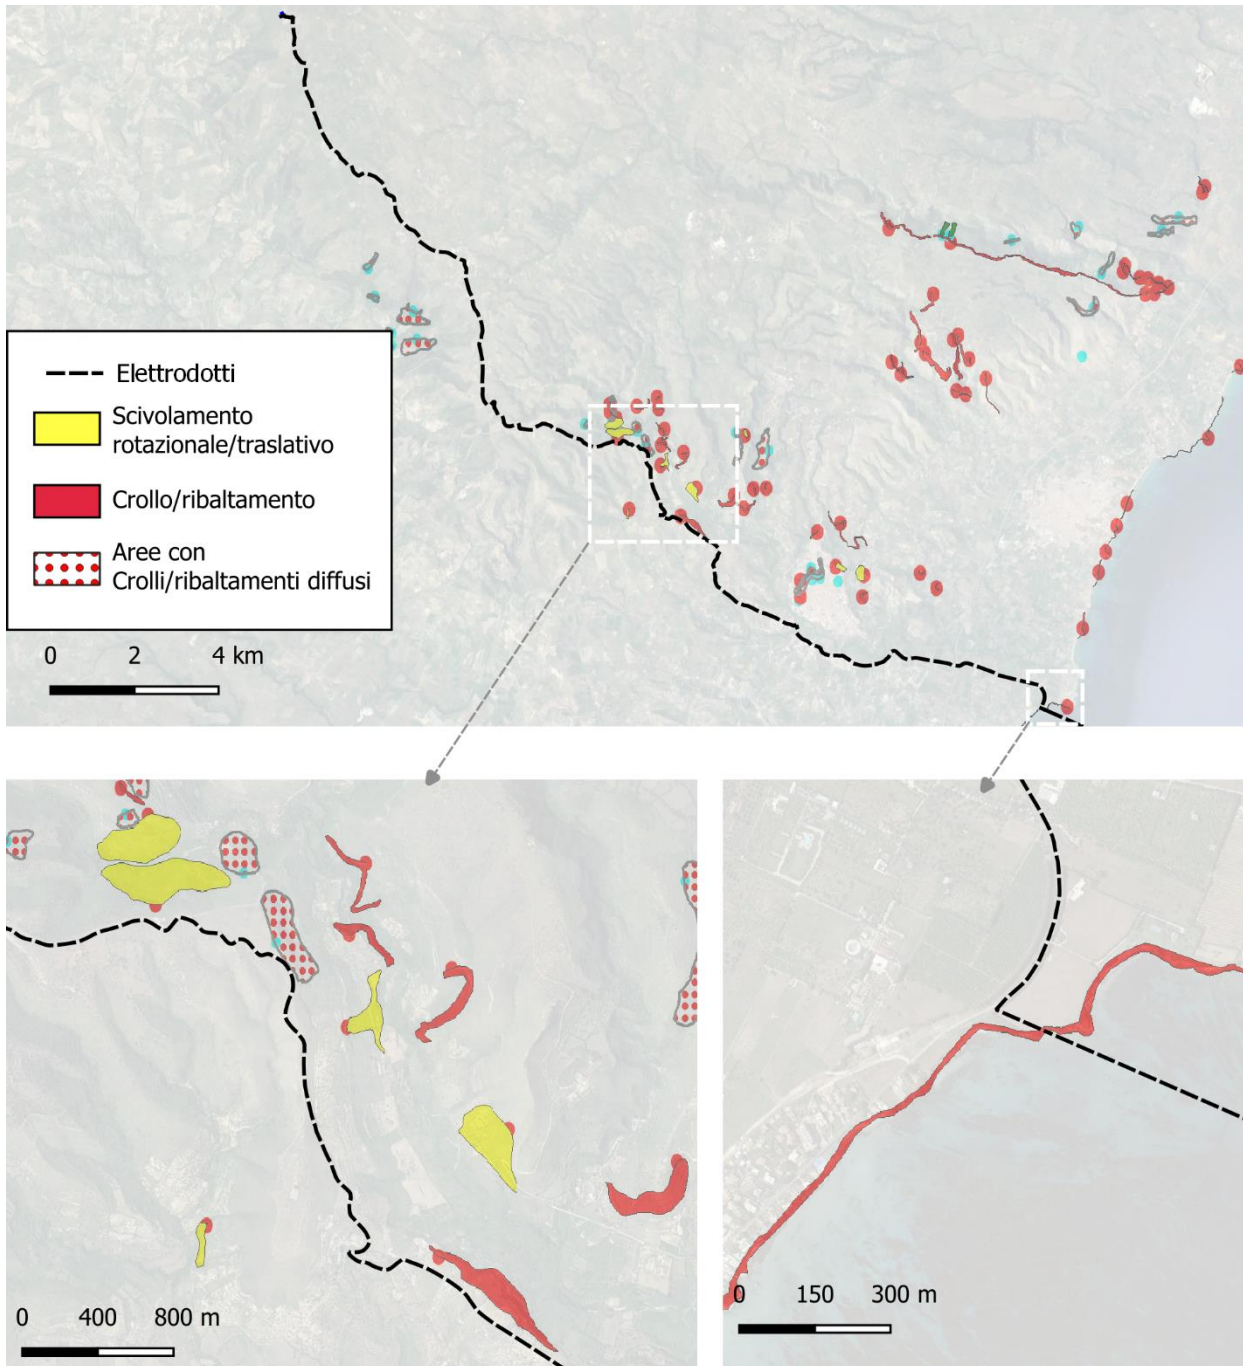 Elettrodotti
Scivolamento
rotazionale/traslativo
Crollo/ribaltamento
Aree con
Crolli/ribaltamenti diffusi
0 2 4 km
0 400 800 m
0 150 300 m